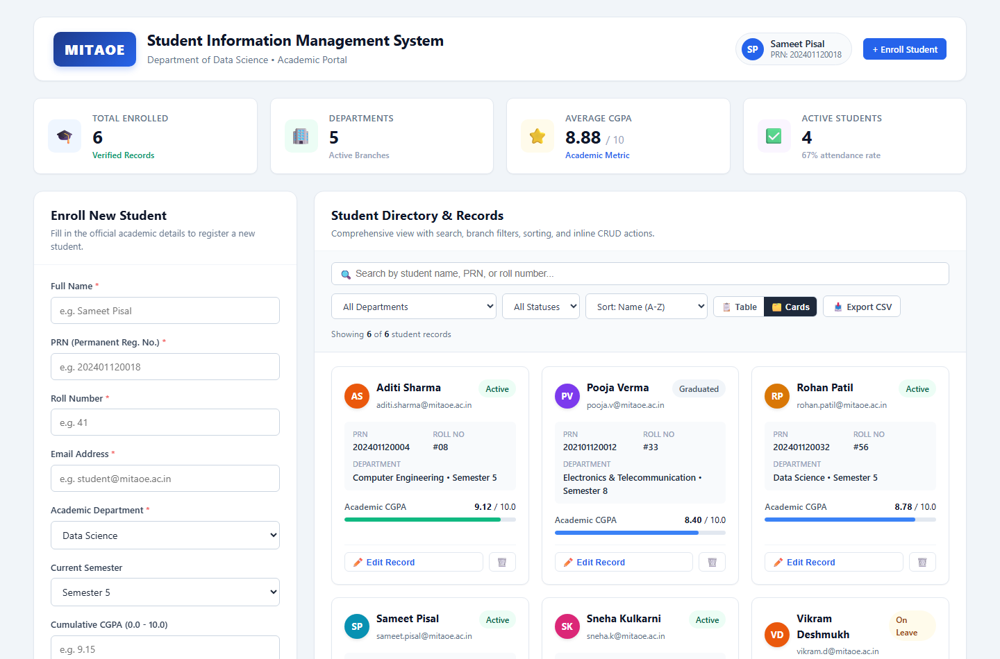 MITAOE
Student Information Management System
Department of Data Science • Academic Portal
SP
Sameet Pisal
PRN: 202401120018
+ Enroll Student
TOTAL ENROLLED
6
Verified Records
DEPARTMENTS
5
Active Branches
AVERAGE CGPA
8.88 / 10
Academic Metric
ACTIVE STUDENTS
4
67% attendance rate
Enroll New Student
Fill in the official academic details to register a new
student.
Full Name *
e.g. Sameet Pisal
PRN (Permanent Reg. No.) *
e.g. 202401120018
Roll Number *
e.g. 41
Email Address *
e.g. student@mitaoe.ac.in
Academic Department *
Data Science
Current Semester
Semester 5
Cumulative CGPA (0.0 - 10.0)
e.g. 9.15
Student Directory & Records
Comprehensive view with search, branch filters, sorting, and inline CRUD actions.
Search by student name, PRN, or roll number...
All Departments
All Statuses
Sort: Name (A-Z)
Table
Cards
Export CSV
Showing 6 of 6 student records
AS
Aditi Sharma
aditi.sharma@mitaoe.ac.in
Active
PRN
202401120004
ROLL NO
#08
DEPARTMENT
Computer Engineering • Semester 5
Academic CGPA
9.12 / 10.0
Edit Record
PV
Pooja Verma
pooja.v@mitaoe.ac.in
Graduated
PRN
202101120012
ROLL NO
#33
DEPARTMENT
Electronics & Telecommunication •
Semester 8
Academic CGPA
8.40 / 10.0
Edit Record
RP
Rohan Patil
rohan.patil@mitaoe.ac.in
Active
PRN
202401120032
ROLL NO
#56
DEPARTMENT
Data Science • Semester 5
Academic CGPA
8.78 / 10.0
Edit Record
SP
Sameet Pisal
sameet.pisal@mitaoe.ac.in
Active
SK
Sneha Kulkarni
sneha.k@mitaoe.ac.in
Active
VD
Vikram
Deshmukh
vikram.d@mitaoe.ac.in
On
Leave